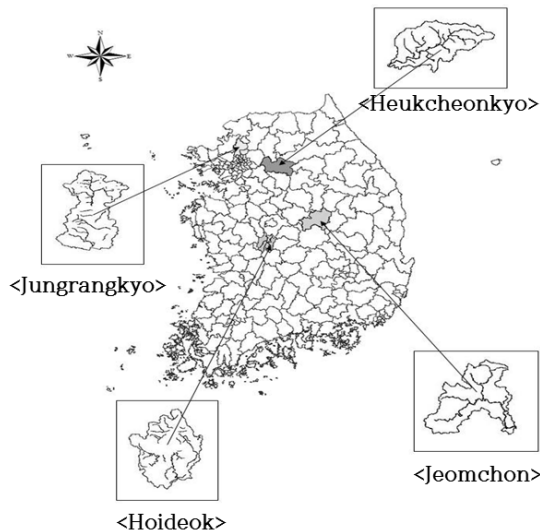 N
W E
S
<Heukcheonkyo>
<Jungrangkyo>
<Jeomchon>
<Hoideok>